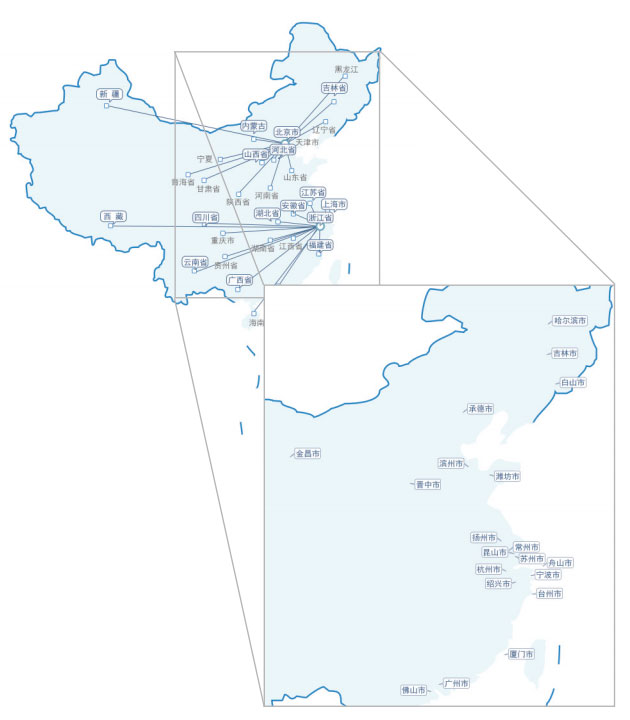 黑龙江
吉林省
新 疆
内蒙古
北京市
辽宁省
天津市
河北省
山西省
宁夏
青海省
甘肃省
山东省
陕西省
河南省
江苏省
安徽省
上海市
湖北省
浙江省
西 藏
四川省
重庆市
湖南省
江西省
福建省
云南省
贵州省
广西省
海南
哈尔滨市
吉林市
白山市
承德市
金昌市
滨州市
潍坊市
晋中市
扬州市
常州市
昆山市
苏州市
舟山市
杭州市
宁波市
绍兴市
台州市
厦门市
广州市
佛山市